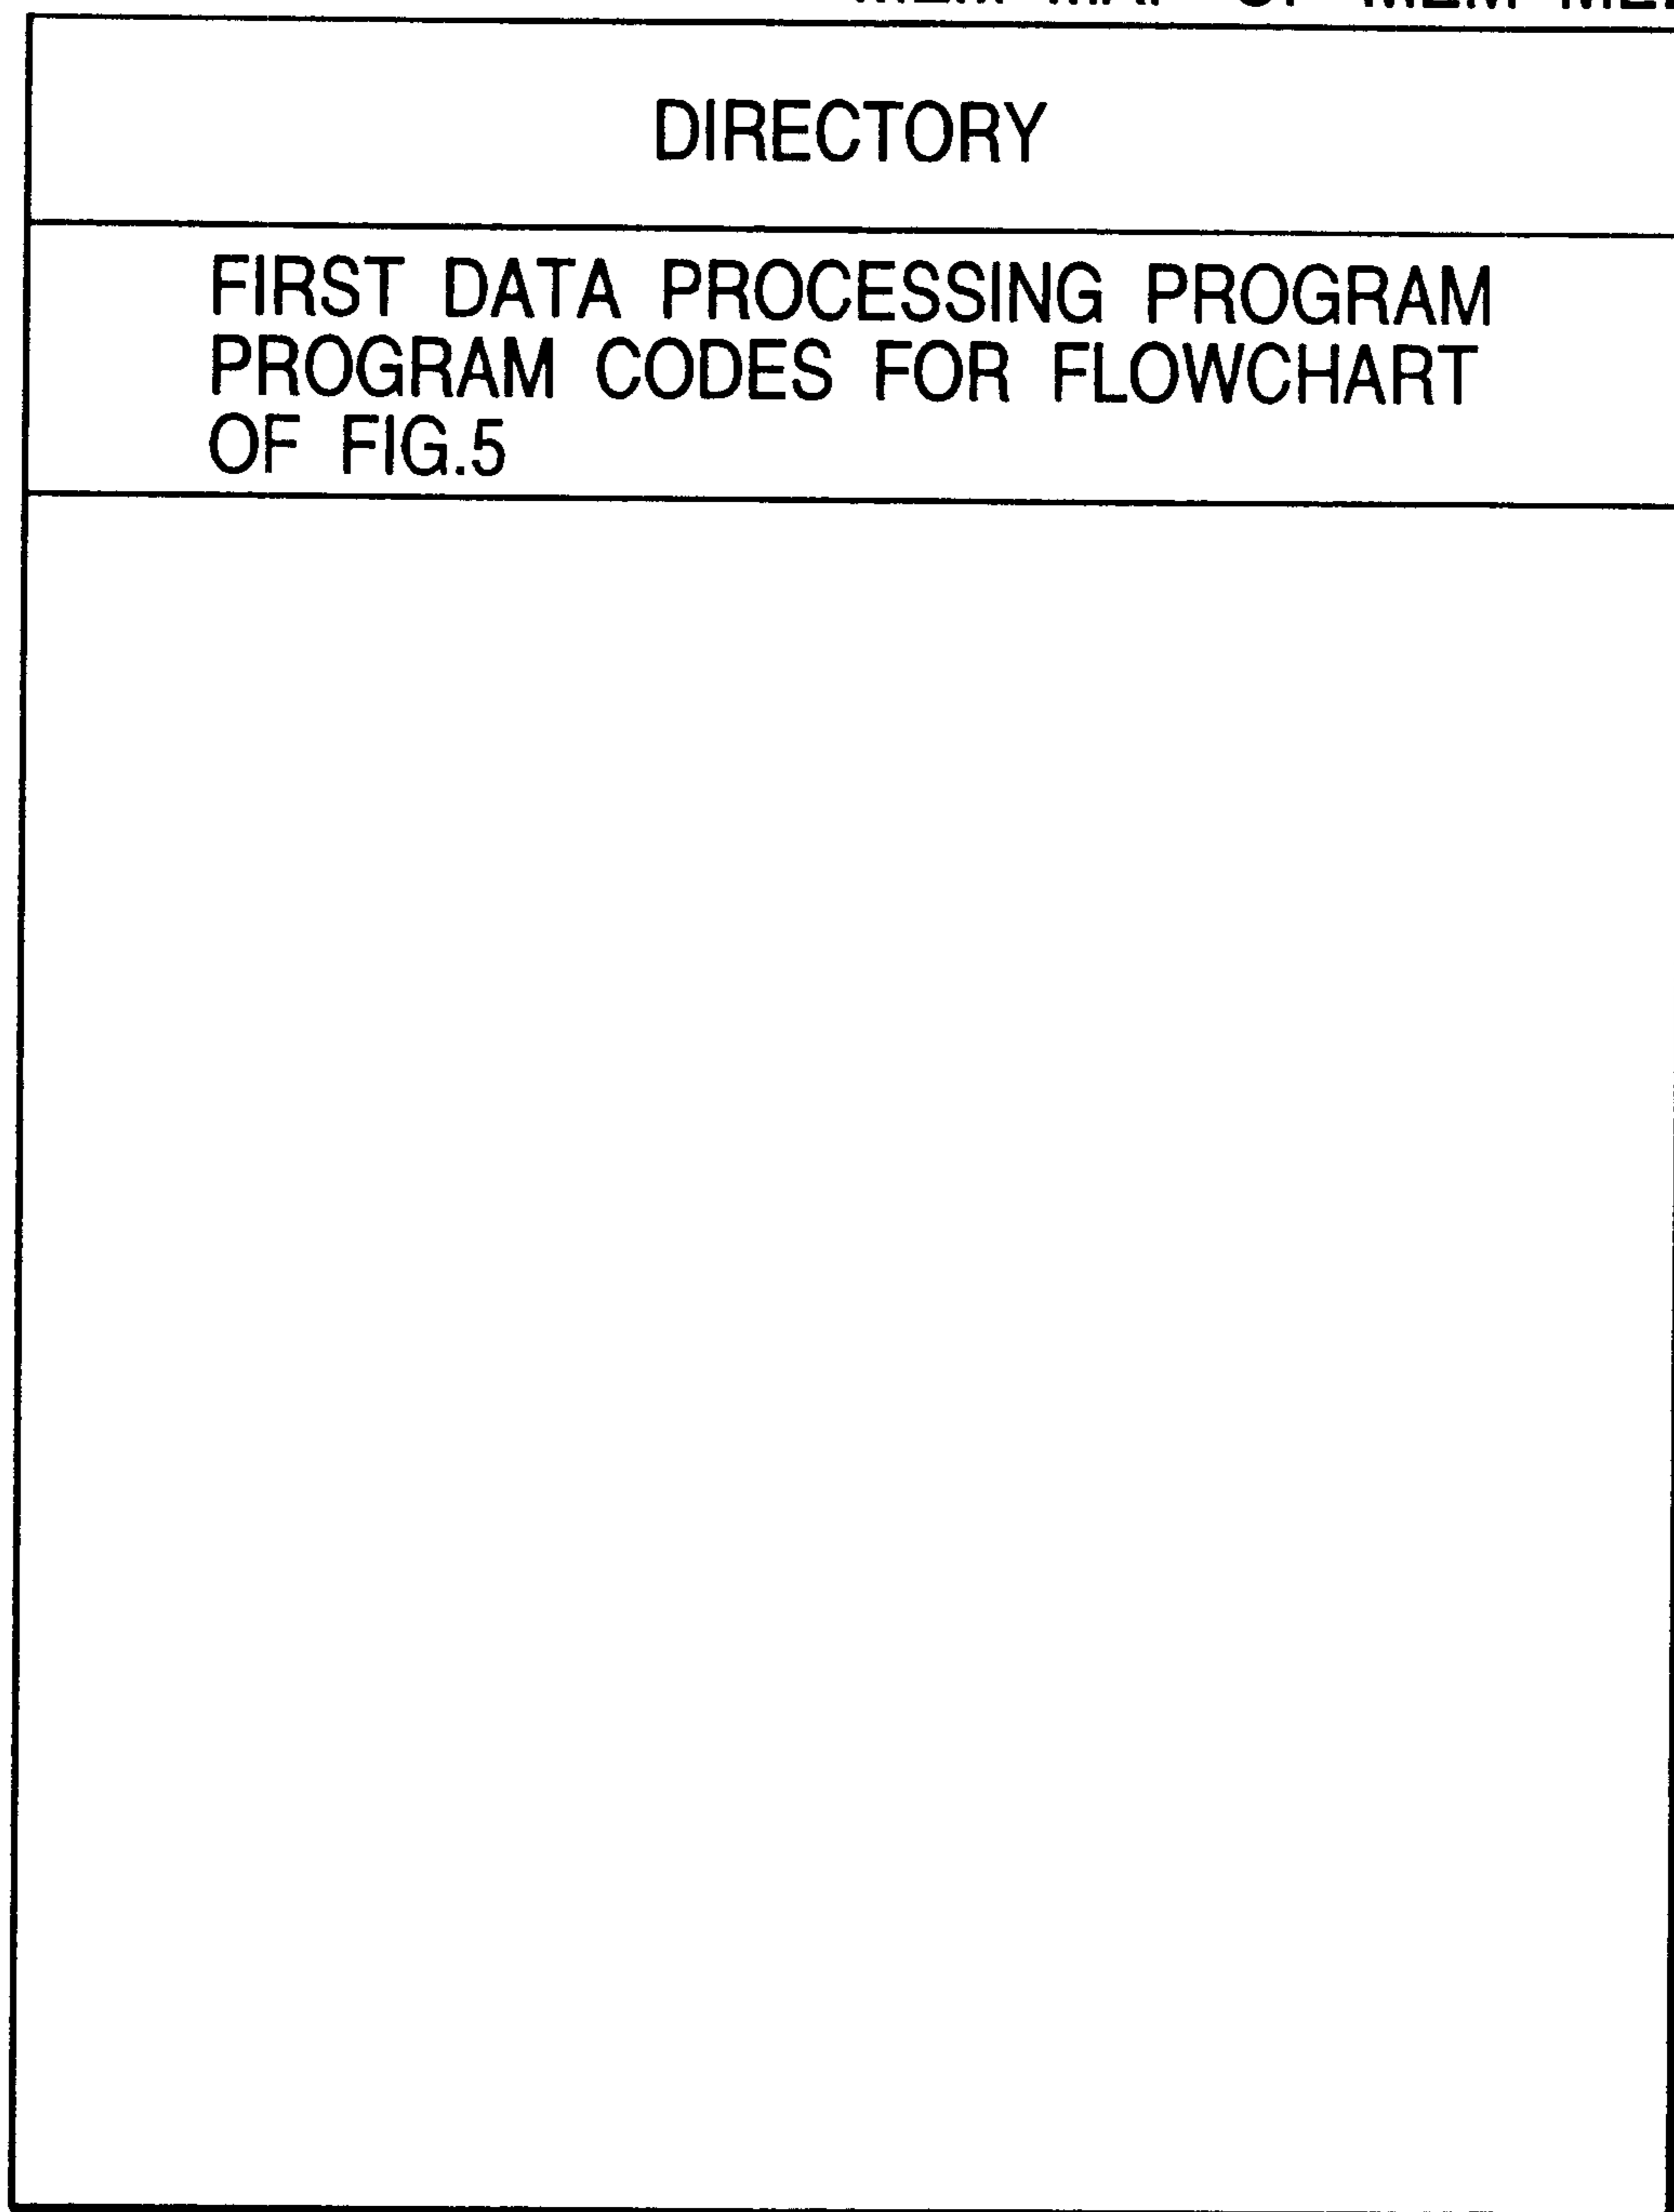 DIRECTORY
FIRST DATA PROCESSING PROGRAM
PROGRAM CODES FOR FLOWCHART
OF FIG.5